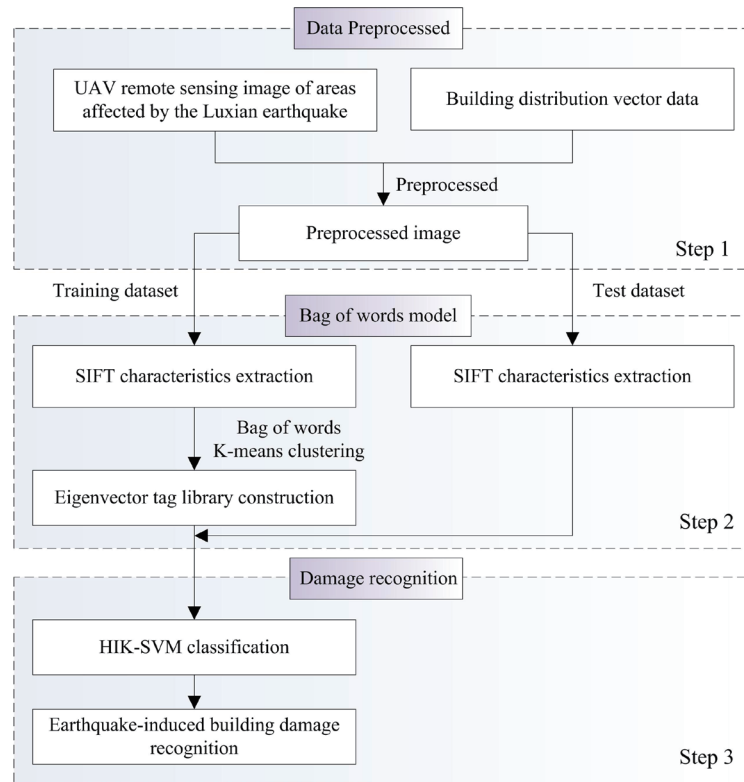 Data Preprocessed
UAV remote sensing image of areas
affected by the Luxian earthquake
Building distribution vector data
Preprocessed
Preprocessed image
Step 1
Training dataset
Test dataset
Bag of words model
SIFT characteristics extraction
SIFT characteristics extraction
Bag of words
K-means clustering
Eigenvector tag library construction
Step 2
Damage recognition
HIK-SVM classification
Earthquake-induced building damage
recognition
Step 3